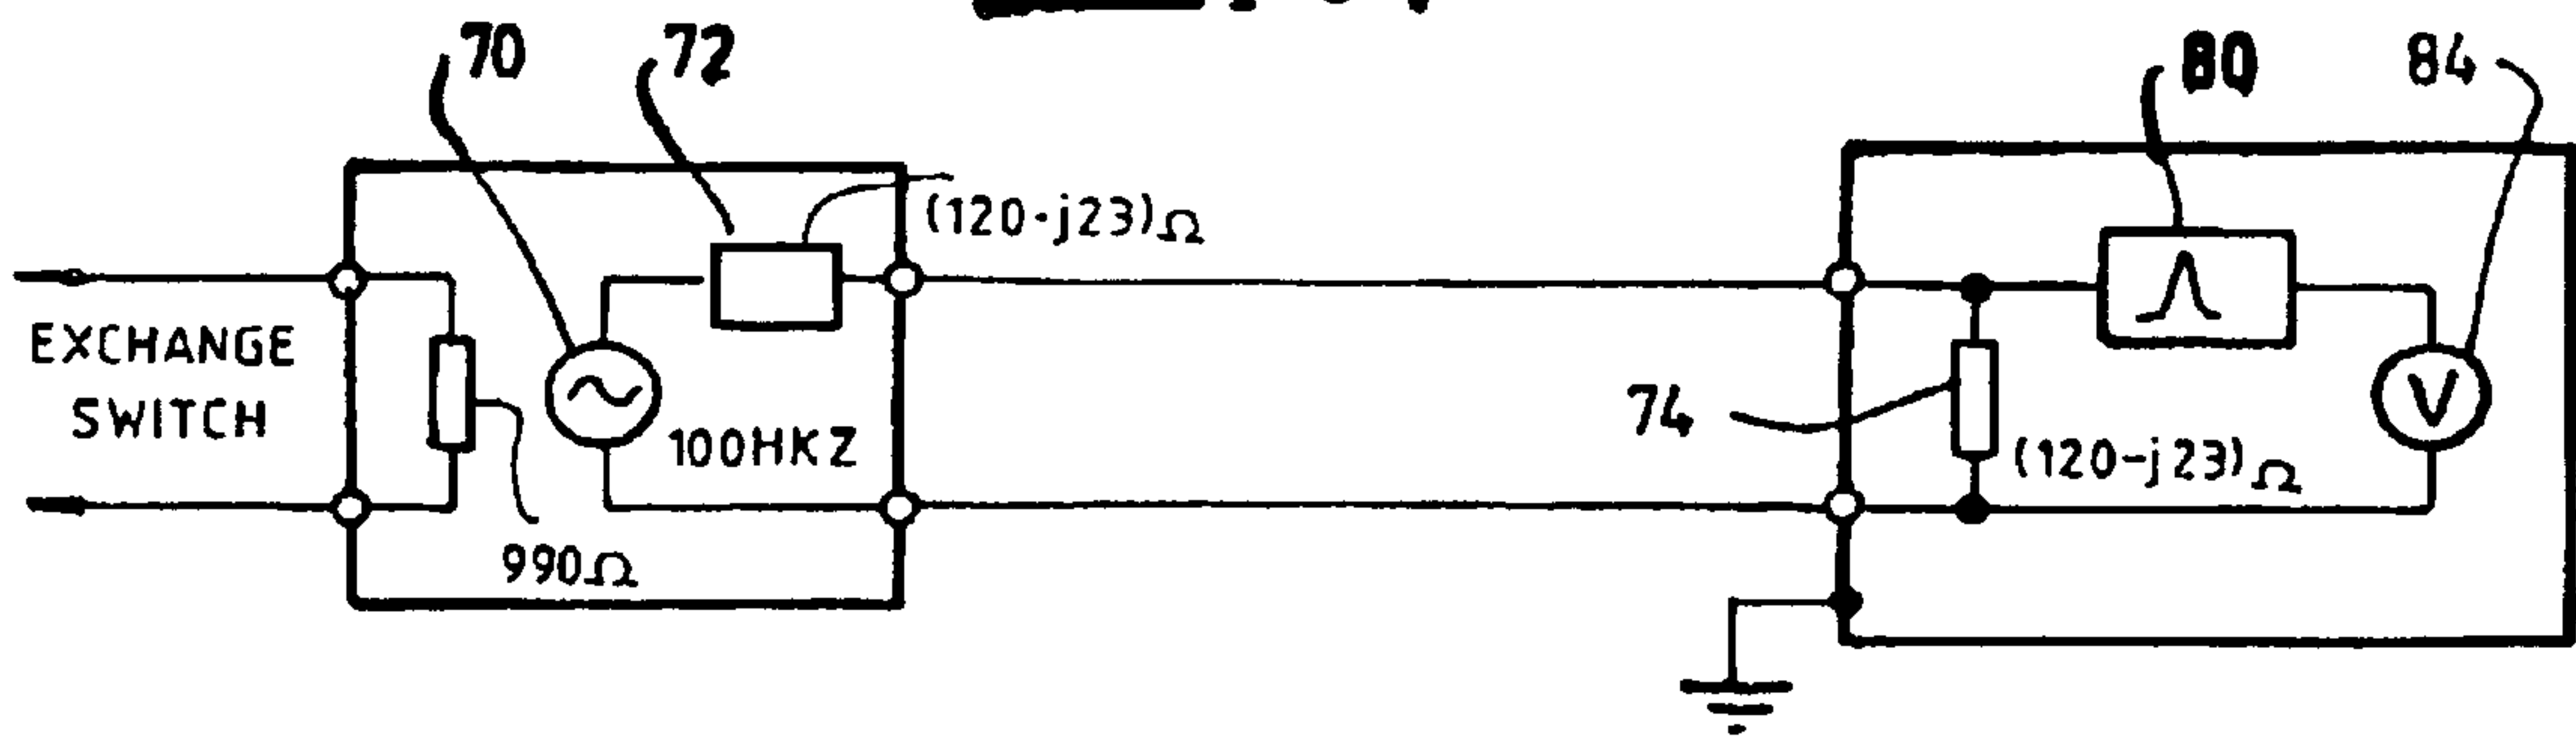 70
72
80
84
(120-j23)Ω
EXCHANGE
SWITCH
100HKZ
74
(120-j23)Ω
990Ω
V